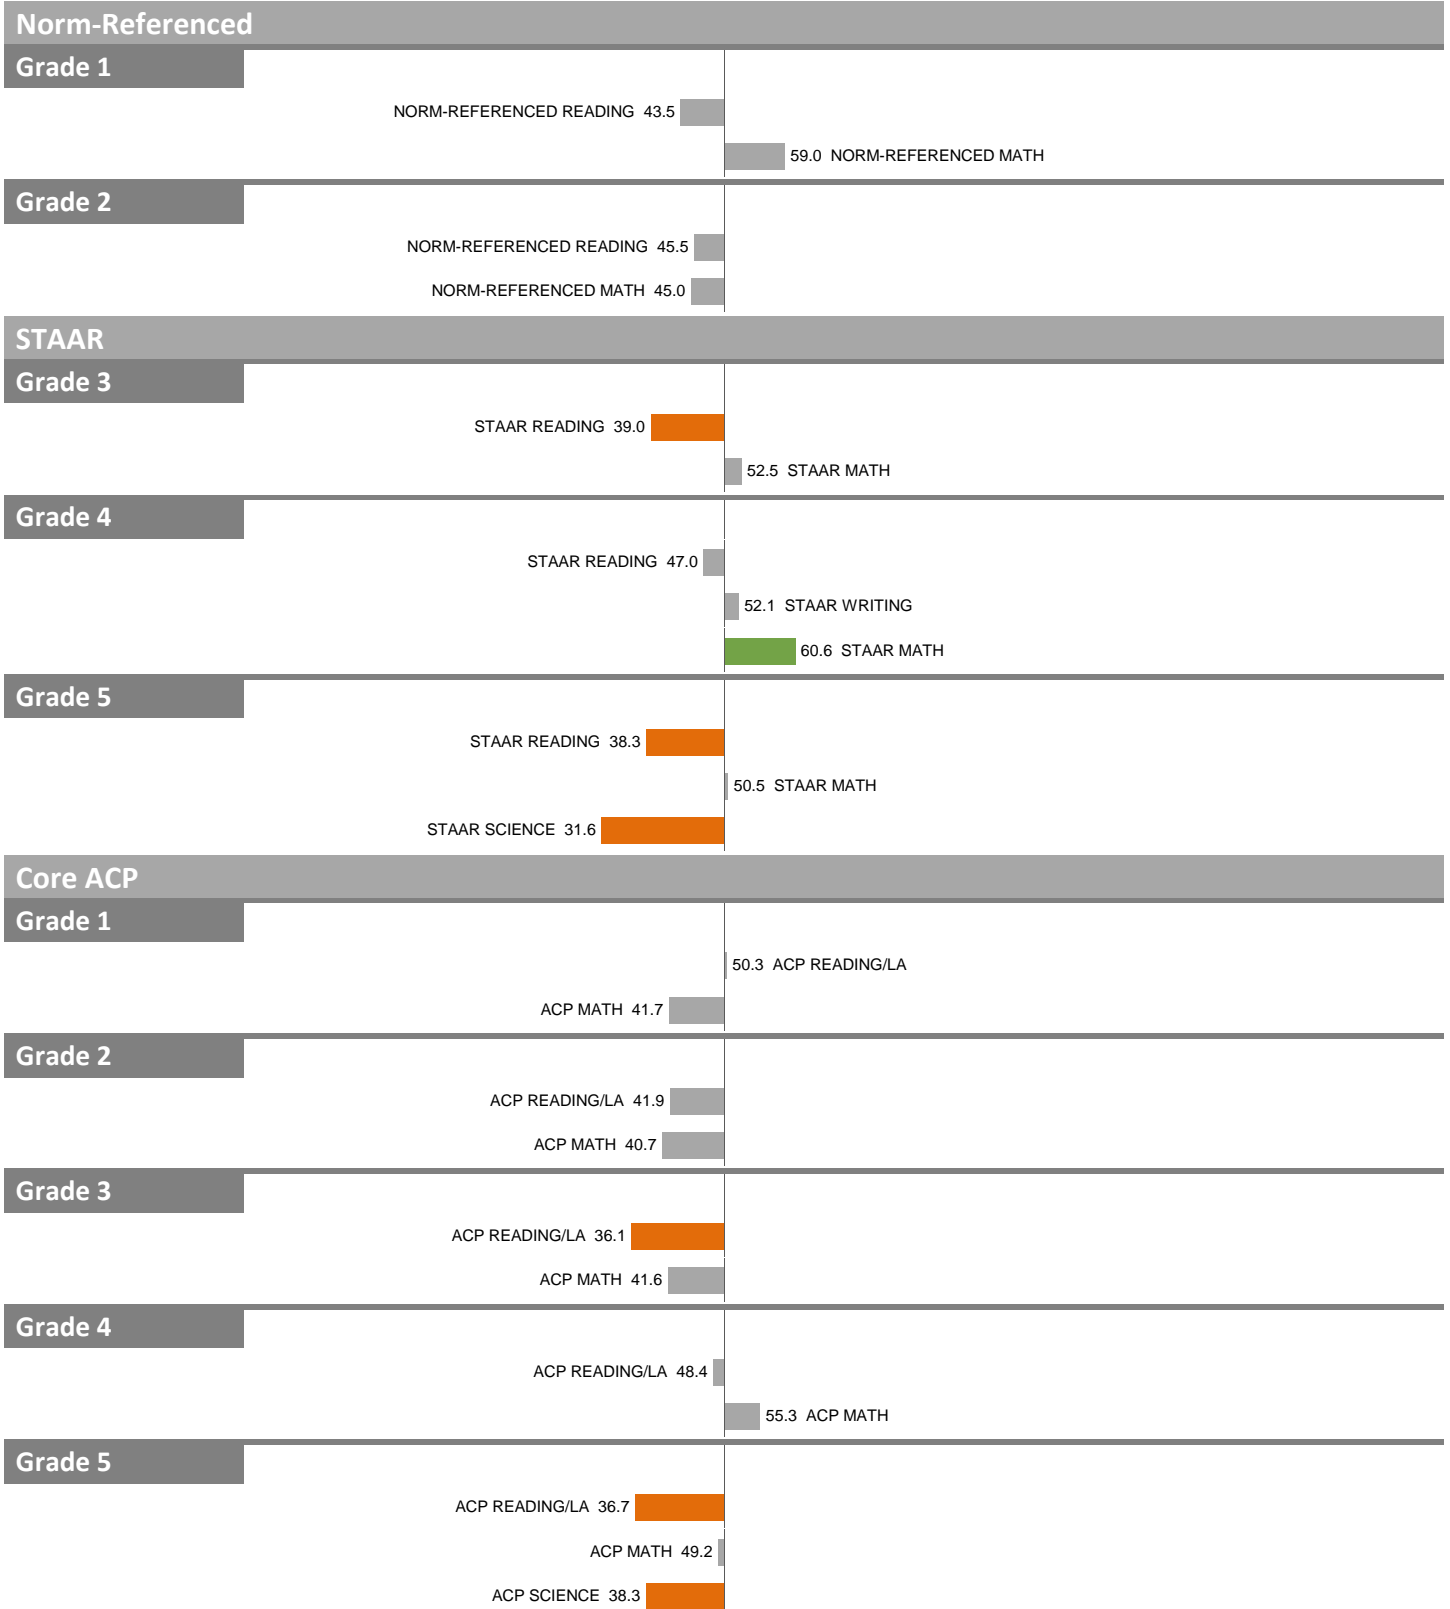 Norm-Referenced
Grade 1
NORM-REFERENCED READING 43.5
59.0 NORM-REFERENCED MATH
Grade 2
NORM-REFERENCED READING 45.5
NORM-REFERENCED MATH 45.0
STAAR
Grade 3
STAAR READING 39.0
52.5 STAAR MATH
Grade 4
STAAR READING 47.0
52.1 STAAR WRITING
60.6 STAAR MATH
Grade 5
STAAR READING 38.3
50.5 STAAR MATH
STAAR SCIENCE 31.6
Core ACP
Grade 1
50.3 ACP READING/LA
ACP MATH 41.7
Grade 2
ACP READING/LA 41.9
ACP MATH 40.7
Grade 3
ACP READING/LA 36.1
ACP MATH 41.6
Grade 4
ACP READING/LA 48.4
55.3 ACP MATH
Grade 5
ACP READING/LA 36.7
ACP MATH 49.2
ACP SCIENCE 38.3